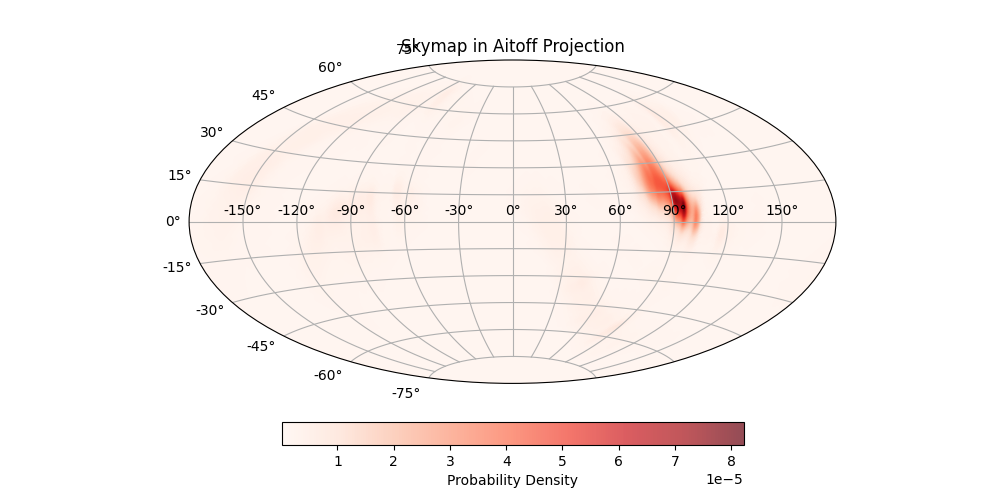 Skymap in Aitoff Projection
75°
60°
45°
30°
15°
-150° -120° -90° -60° -30° 0° 30° 60° 90° 120° 150°
0°
-15°
-30°
-45°
-60°
-75°
1 2 3 4 5 6 7 8
1e−5
Probability Density